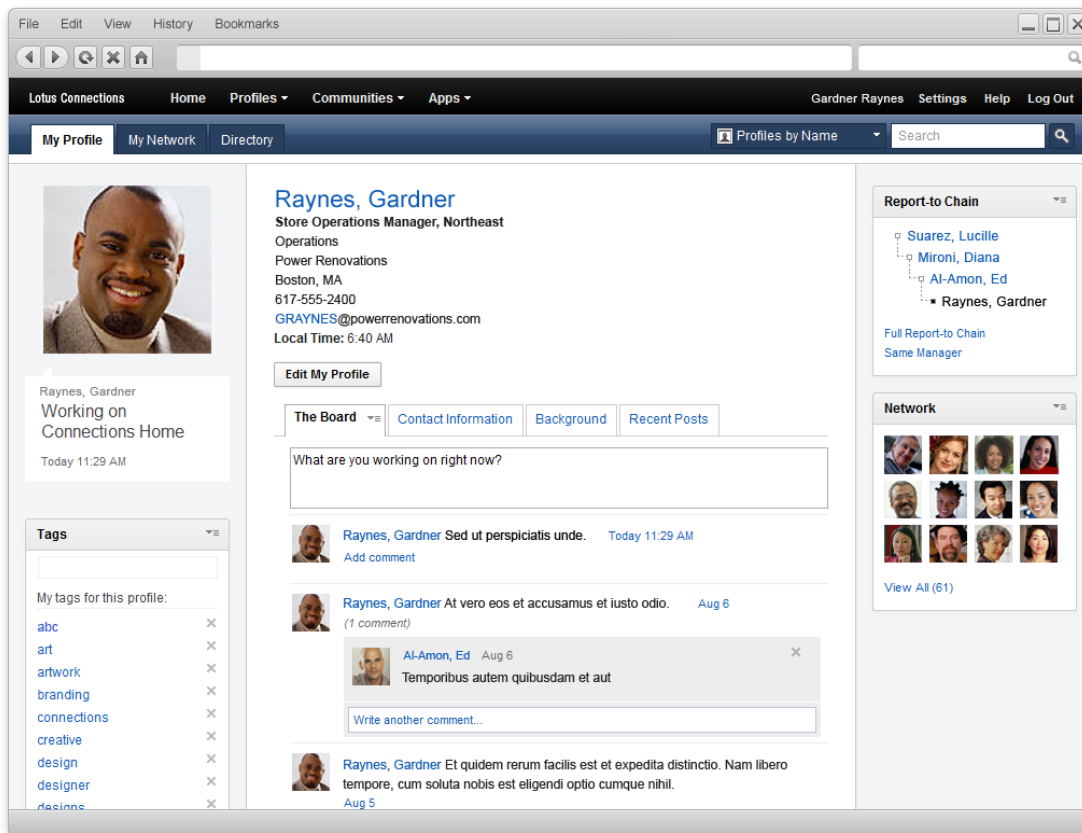 File Edit View History Bookmarks
Lotus Connections Home Profiles Communities Apps Gardner Raynes Settings Help Log Out
My Profile My Network Directory Profiles by Name Search
Raynes, Gardner
Working on
Connections Home
Today 11:29 AM
Tags
My tags for this profile:
abc
art
artwork
branding
connections
creative
design
designer
designs
Raynes, Gardner
Store Operations Manager, Northeast
Operations
Power Renovations
Boston, MA
617-555-2400
GRAYNES@powerrenovations.com
Local Time: 6:40 AM
Edit My Profile
The Board Contact Information Background Recent Posts
What are you working on right now?
Raynes, Gardner Sed ut perspiciatis unde. Today 11:29 AM
Add comment
Raynes, Gardner At vero eos et accusamus et iusto odio. Aug 6
(1 comment)
Al-Amon, Ed Aug 6
Temporibus autem quibusdam et aut
Write another comment...
Raynes, Gardner Et quidem rerum facilis est et expedita distinctio. Nam libero
tempore, cum soluta nobis est eligendi optio cumque nihil.
Aug 5
Report-to Chain
Suarez, Lucille
Mironi, Diana
Al-Amon, Ed
Raynes, Gardner
Full Report-to Chain
Same Manager
Network
View All (61)